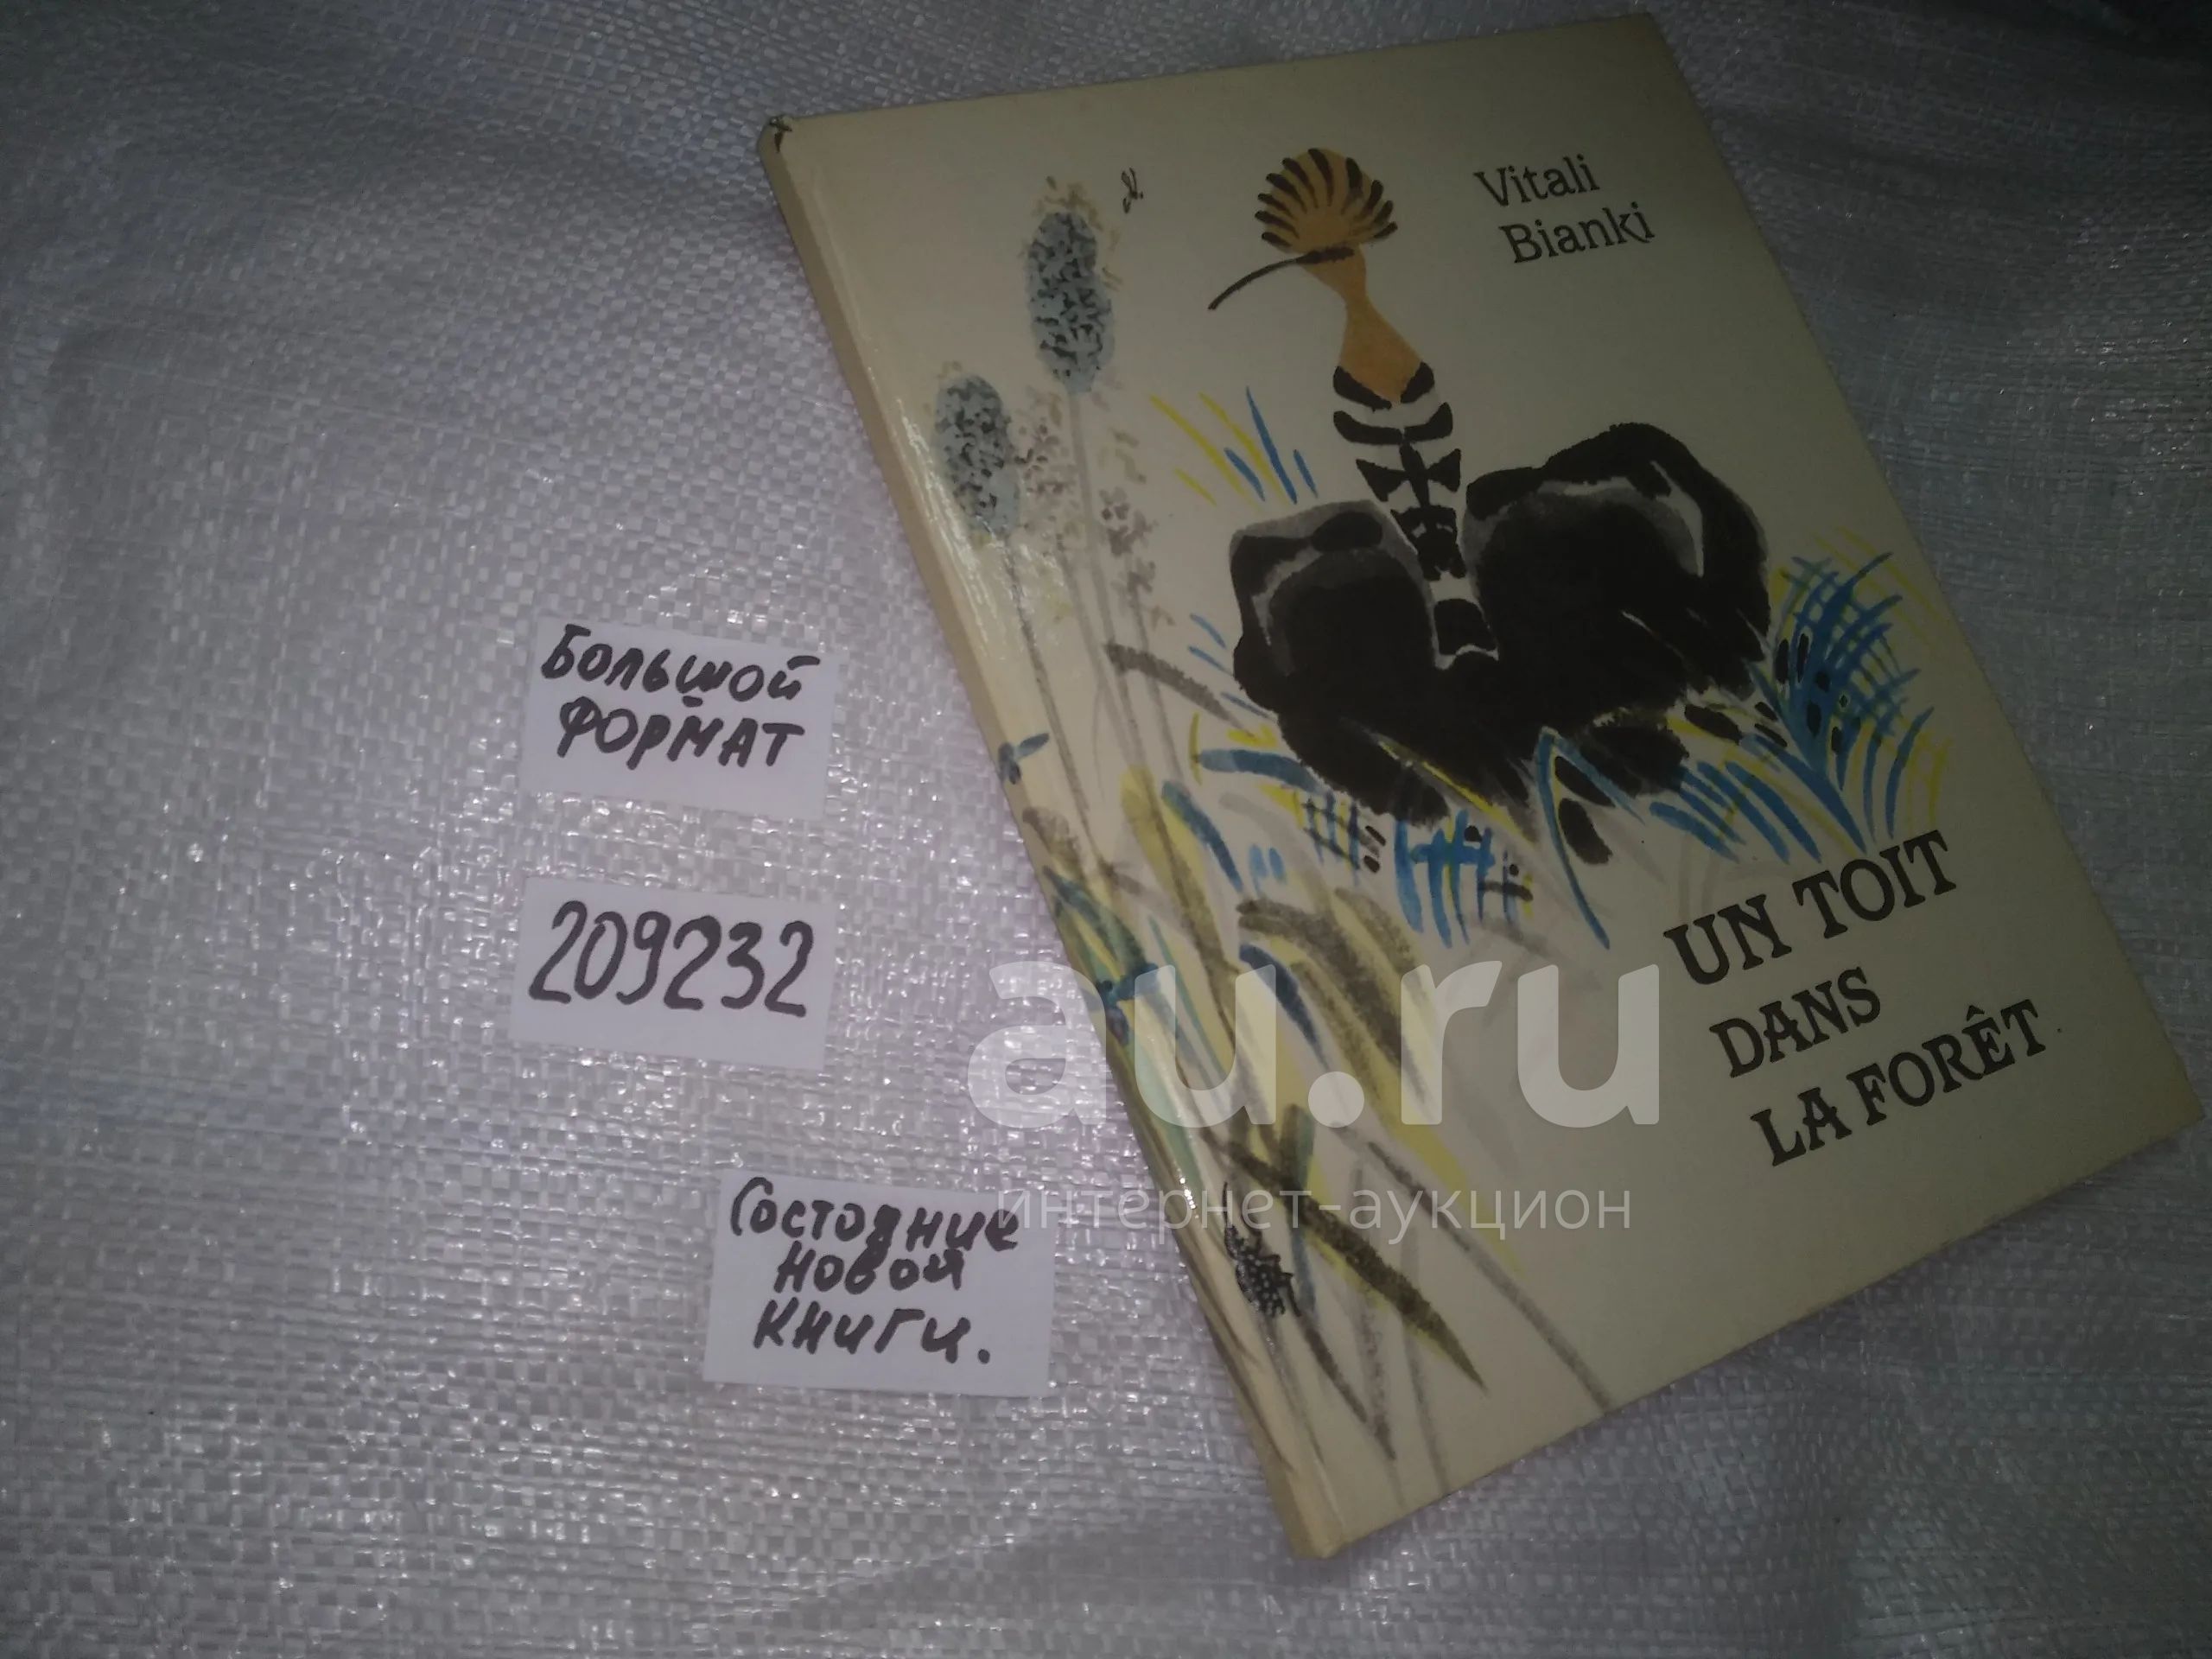 Vitali
Bianki
UN TOIT
DANS
LA FORÊT
Большой
формат
209232
Состояние
новой
книги.
au.ru
интернет-аукцион